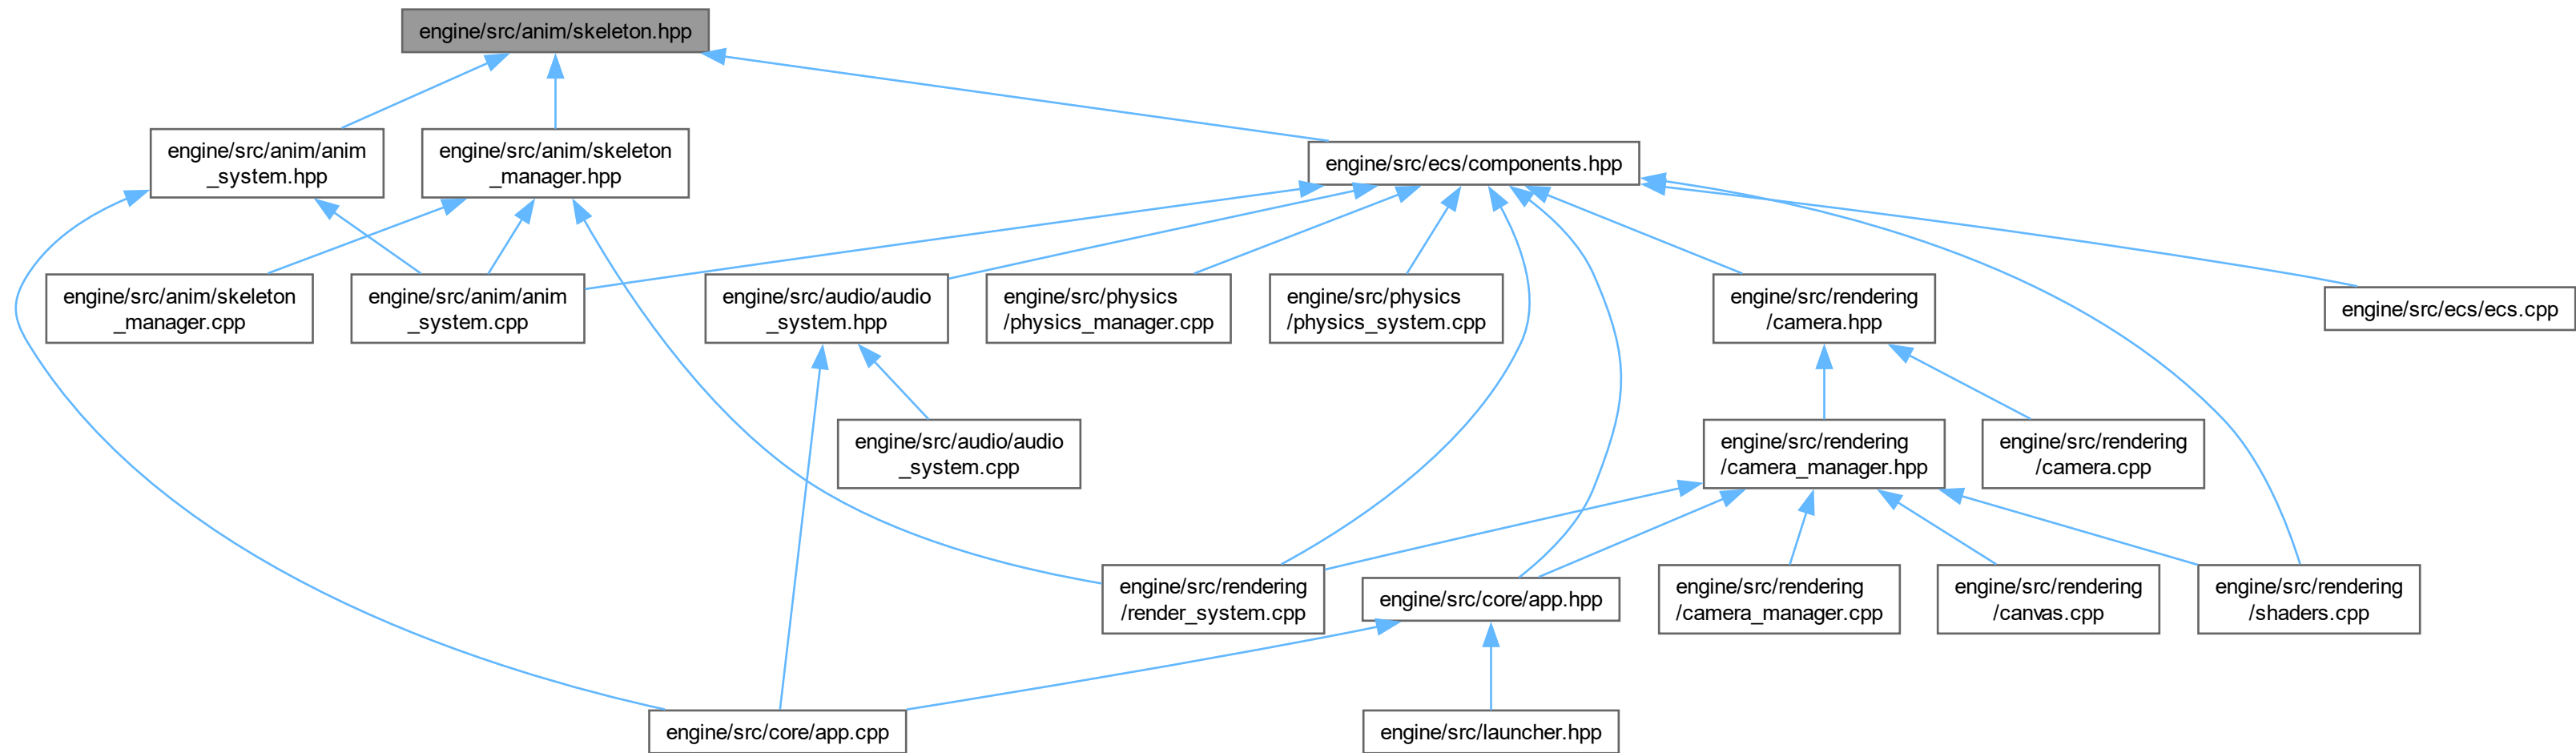 engine/src/anim/skeleton.hpp
engine/src/anim/anim
_system.hpp
engine/src/anim/skeleton
_manager.hpp
engine/src/ecs/components.hpp
engine/src/anim/skeleton
_manager.cpp
engine/src/anim/anim
_system.cpp
engine/src/audio/audio
_system.hpp
engine/src/physics
/physics_manager.cpp
engine/src/physics
/physics_system.cpp
engine/src/rendering
/camera.hpp
engine/src/ecs/ecs.cpp
engine/src/audio/audio
_system.cpp
engine/src/rendering
/camera_manager.hpp
engine/src/rendering
/camera.cpp
engine/src/rendering
/render_system.cpp
engine/src/core/app.hpp
engine/src/rendering
/camera_manager.cpp
engine/src/rendering
/canvas.cpp
engine/src/rendering
/shaders.cpp
engine/src/core/app.cpp
engine/src/launcher.hpp